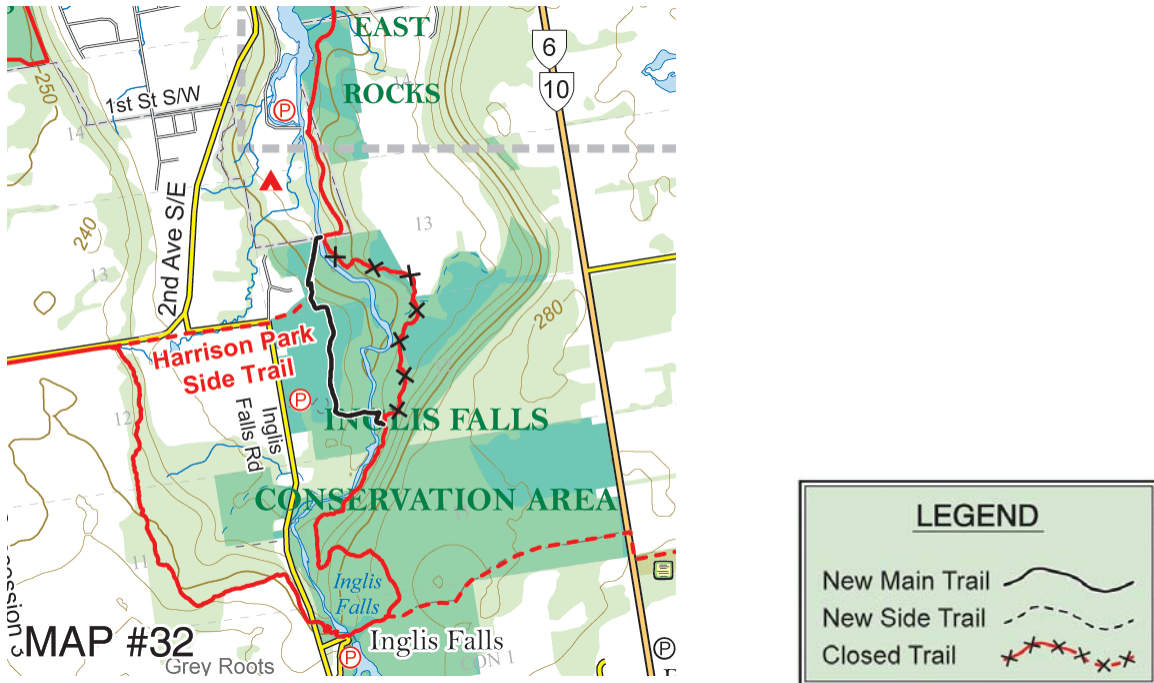 EAST
ROCKS
6
10
P
250
1st St S/W
14
14
2nd Ave S/E
240
13
13
280
Harrison Park
Side Trail
P
12
Inglis
Falls Rd
INGLIS FALLS
CONSERVATION AREA
11
Inglis
Falls
MAP #32
Inglis Falls
P
P
Grey Roots
CON 1
LEGEND
New Main Trail
New Side Trail
Closed Trail